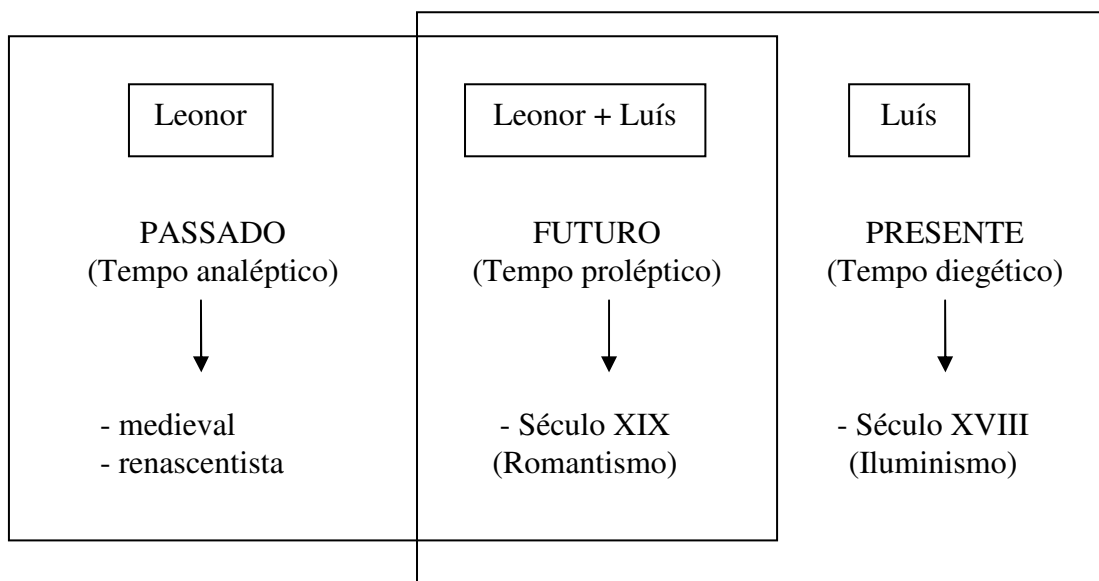 Leonor
PASSADO
(Tempo analéptico)
- medieval
- renascentista
Leonor + Luís
FUTURO
(Tempo proléptico)
- Século XIX
(Romantismo)
Luís
PRESENTE
(Tempo diegético)
- Século XVIII
(Iluminismo)